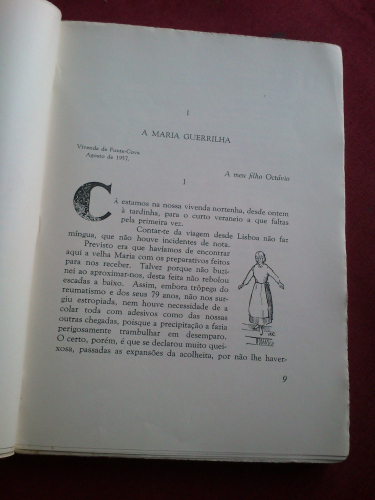 I
A MARIA GUERRILHA
Vivenda de Ponte-Cova
Agosto de 1957.
A meu filho Octávio
1
CÁ estamos na nossa vivenda nortenha, desde ontem
à tardinha, para o curto veraneio a que faltas
pela primeira vez.
Contar-te da viagem desde Lisboa não faz
míngua, que não houve incidentes de nota.
Previsto era que havíamos de encontrar
aqui a velha Maria com os preparativos feitos
para nos receber. Talvez porque não buzi-
nei ao aproximar-nos, desta feita não rebolou
escadas a baixo. Assim, embora trôpega do
reumatismo e dos seus 79 anos, não nos sur-
giu estropiada, nem houve necessidade de a
colar toda com adesivos como das nossas
outras chegadas, poisque a precipitação a fazia
perigosamente trambulhar em desamparo.
O certo, porém, é que se declarou muito quei-
xosa, passadas as expansões da acolheita, por não lhe haver-
9